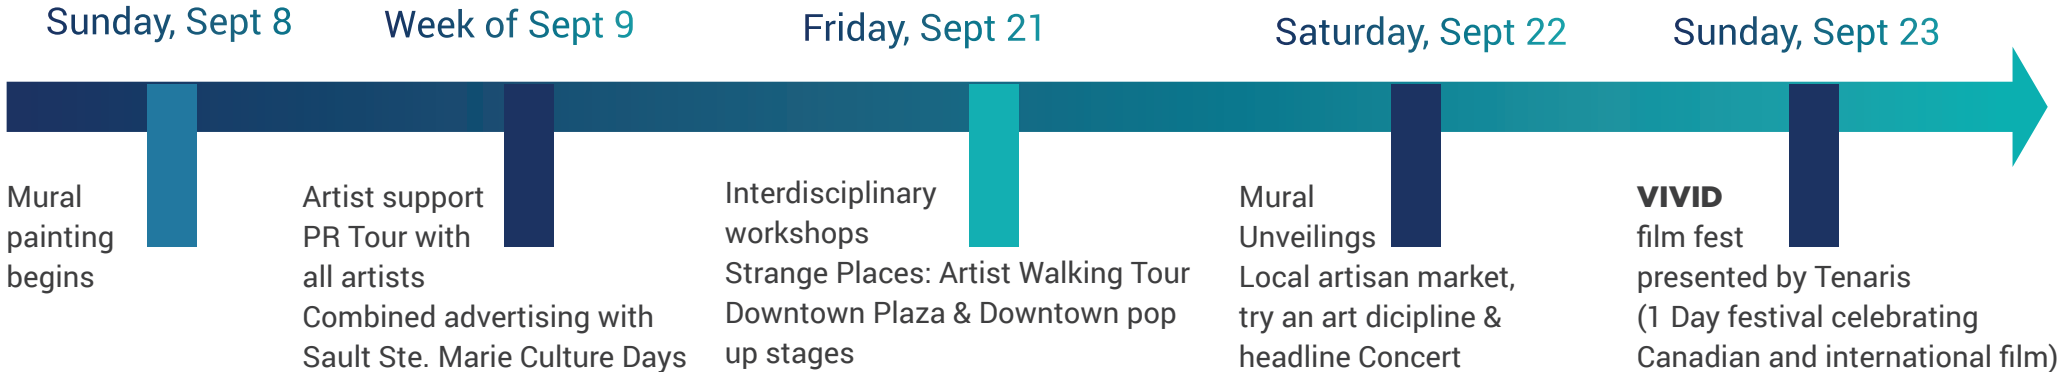 Sunday, Sept 8
Mural
painting
begins
Week of Sept 9
Artist support
PR Tour with
all artists
Combined advertising with
Sault Ste. Marie Culture Days
Friday, Sept 21
Interdisciplinary
workshops
Strange Places: Artist Walking Tour
Downtown Plaza & Downtown pop
up stages
Saturday, Sept 22
Mural
Unveilings
Local artisan market,
try an art dicipline &
headline Concert
Sunday, Sept 23
VIVID
film fest
presented by Tenaris
(1 Day festival celebrating
Canadian and international film)